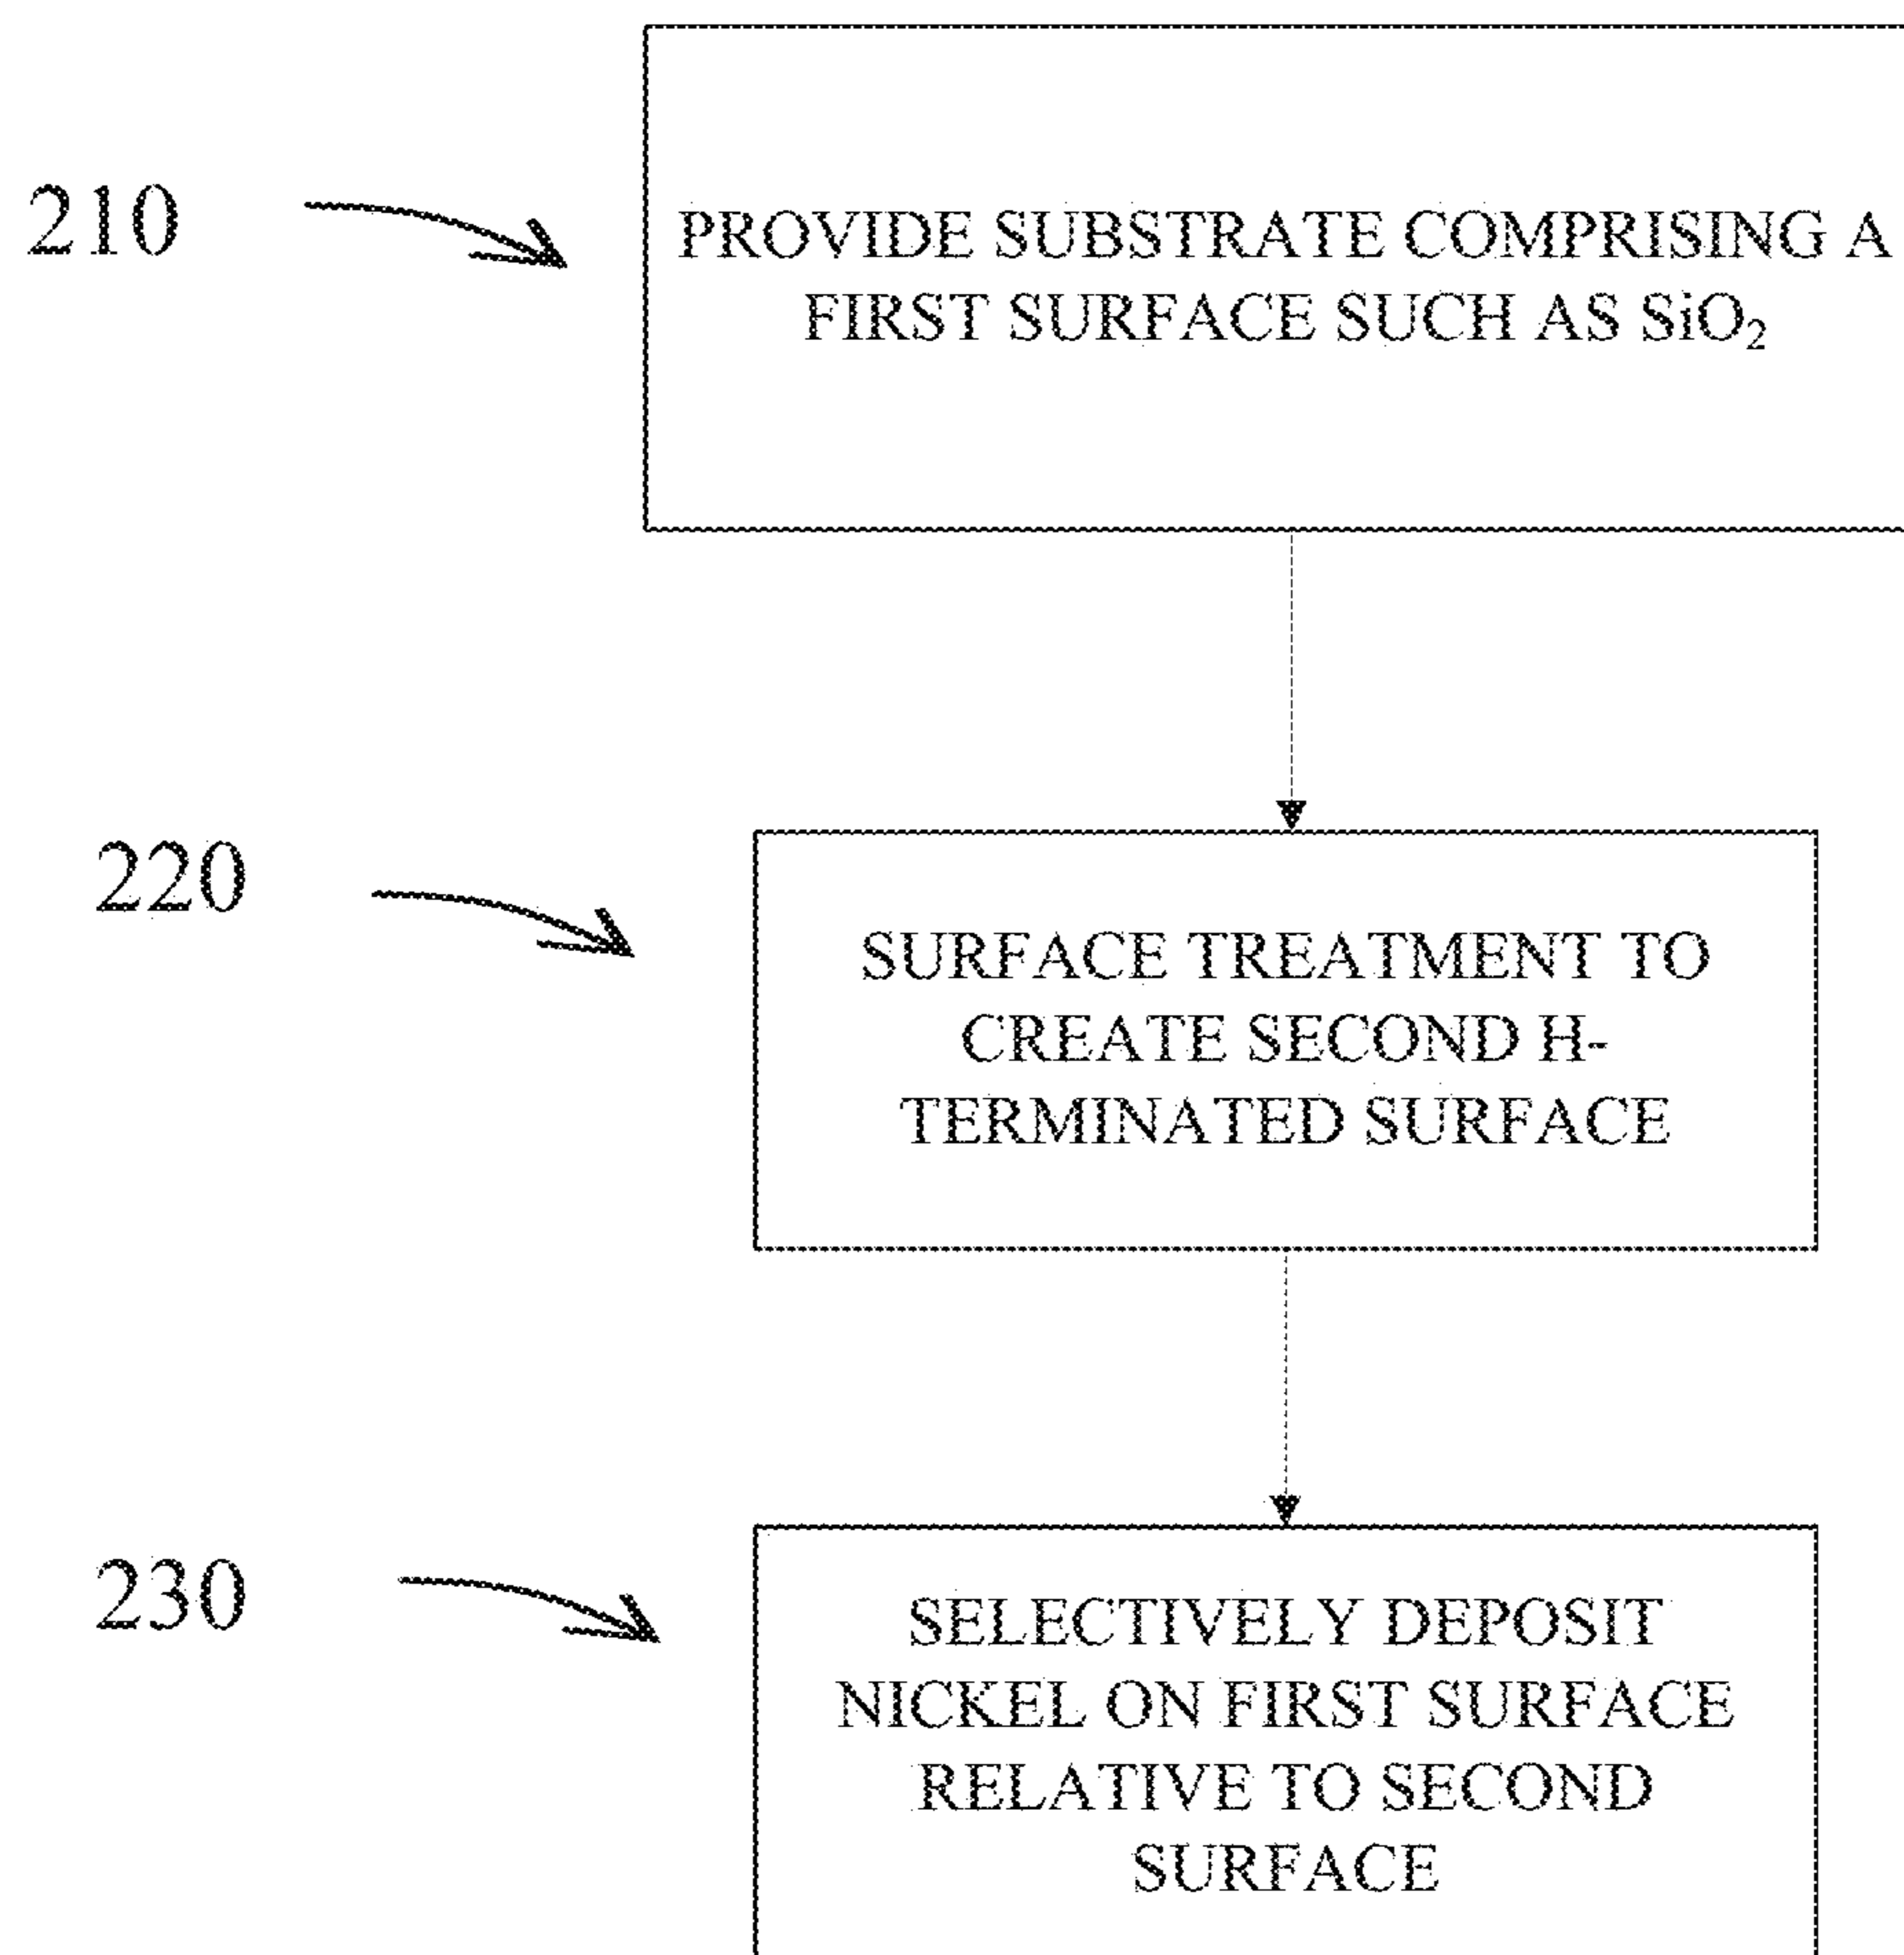 210
PROVIDE SUBSTRATE COMPRISING A
FIRST SURFACE SUCH AS SiO₂
220
SURFACE TREATMENT TO
CREATE SECOND H-
TERMINATED SURFACE
230
SELECTIVELY DEPOSIT
NICKEL ON FIRST SURFACE
RELATIVE TO SECOND
SURFACE